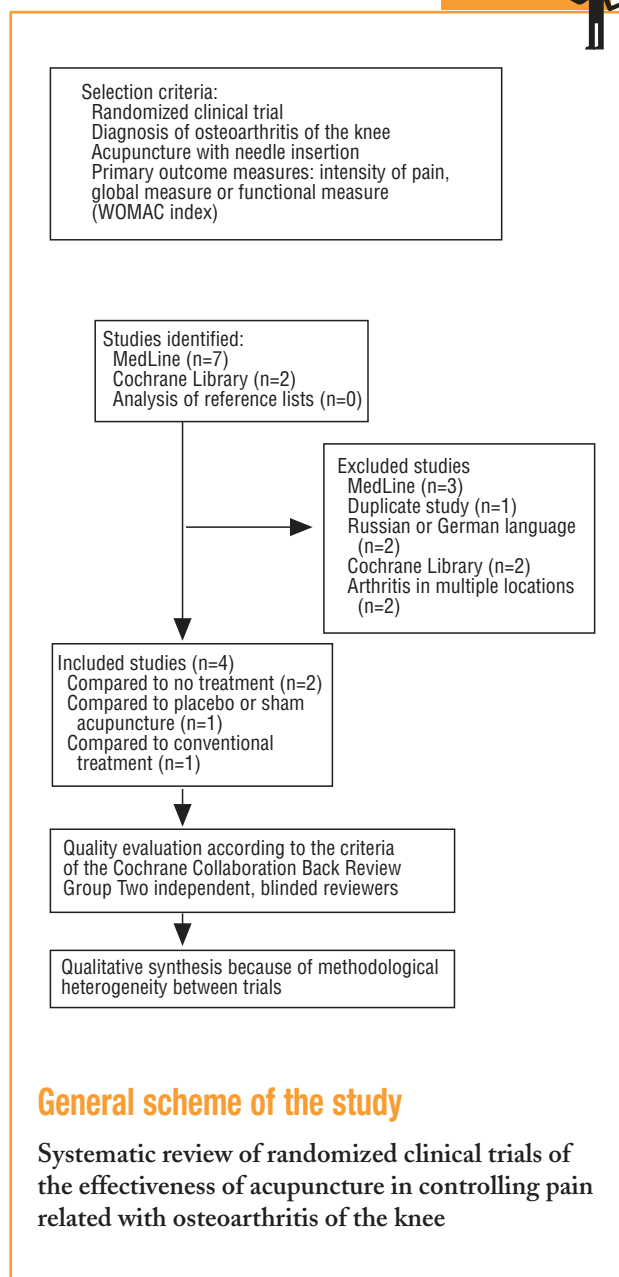 Selection criteria:
Randomized clinical trial
Diagnosis of osteoarthritis of the knee
Acupuncture with needle insertion
Primary outcome measures: intensity of pain,
global measure or functional measure
(WOMAC index)
Studies identified:
MedLine (n=7)
Cochrane Library (n=2)
Analysis of reference lists (n=0)
Excluded studies
MedLine (n=3)
Duplicate study (n=1)
Russian or German language
(n=2)
Cochrane Library (n=2)
Arthritis in multiple locations
(n=2)
Included studies (n=4)
Compared to no treatment (n=2)
Compared to placebo or sham
acupuncture (n=1)
Compared to conventional
treatment (n=1)
Quality evaluation according to the criteria
of the Cochrane Collaboration Back Review
Group Two independent, blinded reviewers
Qualitative synthesis because of methodological
heterogeneity between trials
General scheme of the study
Systematic review of randomized clinical trials of
the effectiveness of acupuncture in controlling pain
related with osteoarthritis of the knee